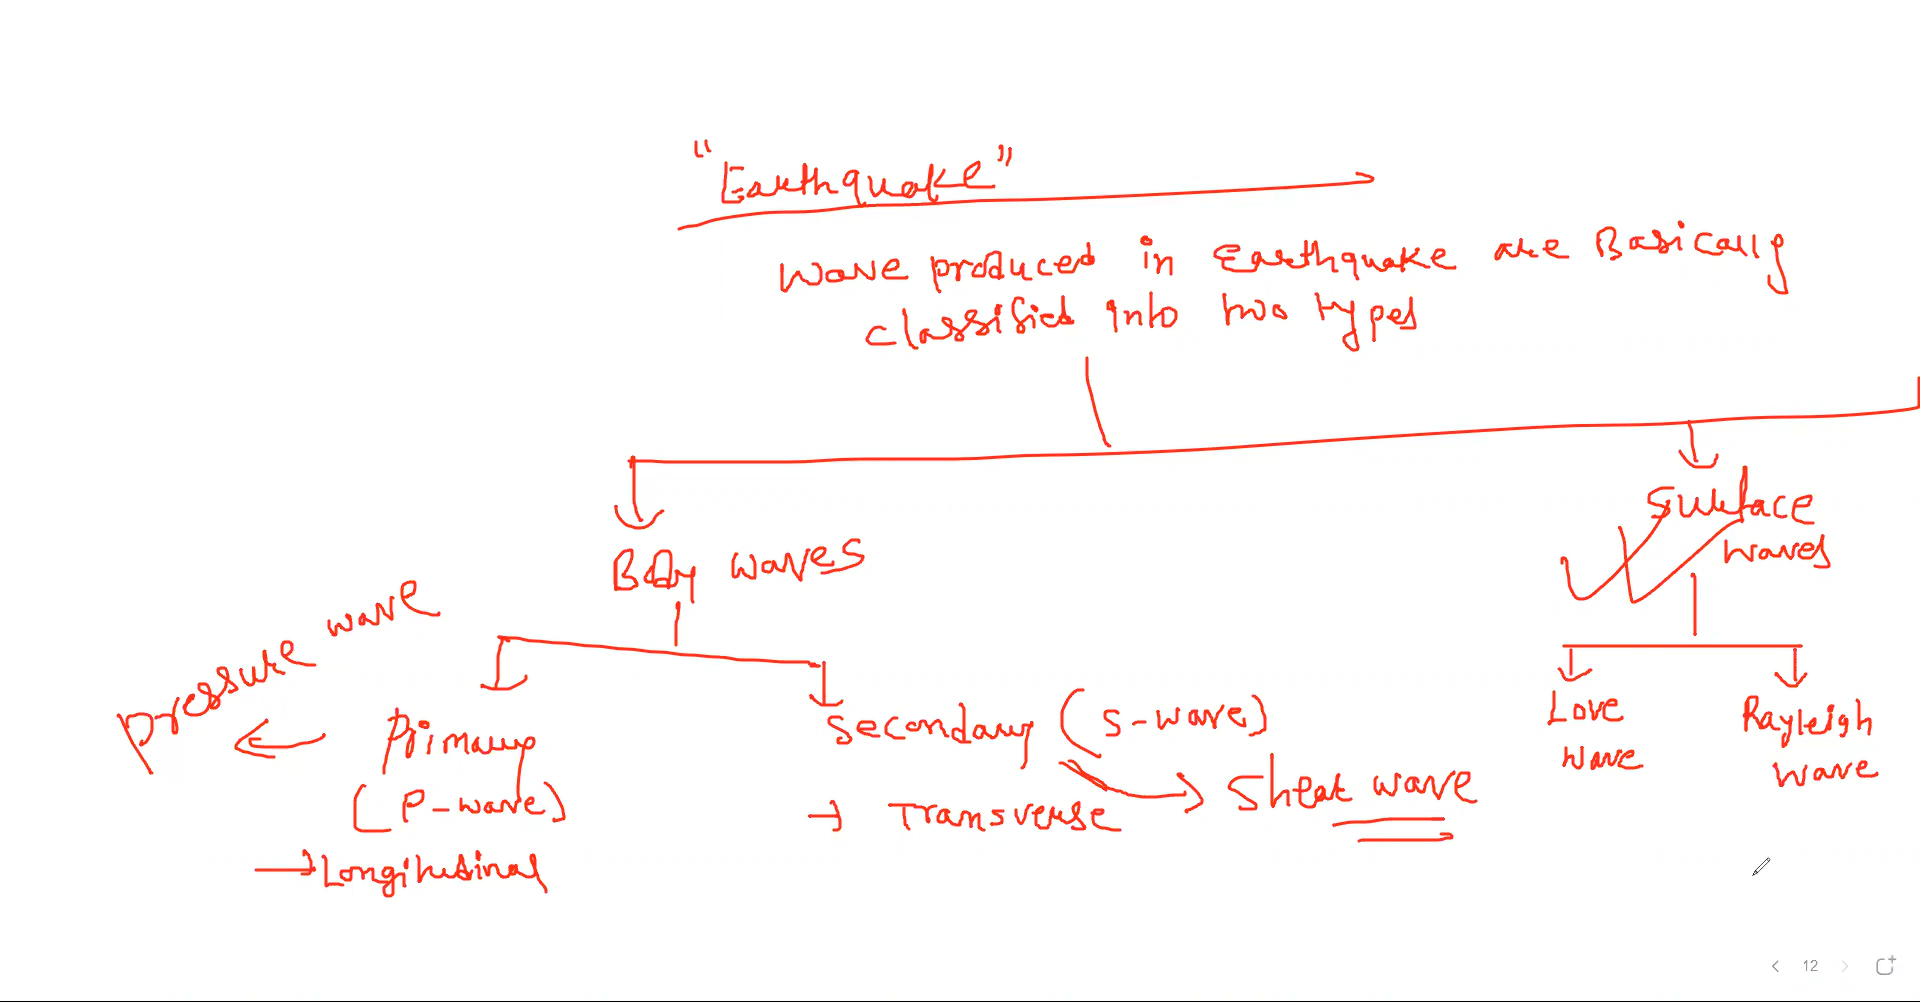 "Earthquake"
Wave produced in Earthquake are Basically
classified into two types
Surface
waves
Body waves
Pressure wave
Primary
(P-wave)
→ Longitudinal
Secondary (S-wave)
→ Transverse
Shear wave
Love
wave
Rayleigh
wave
12